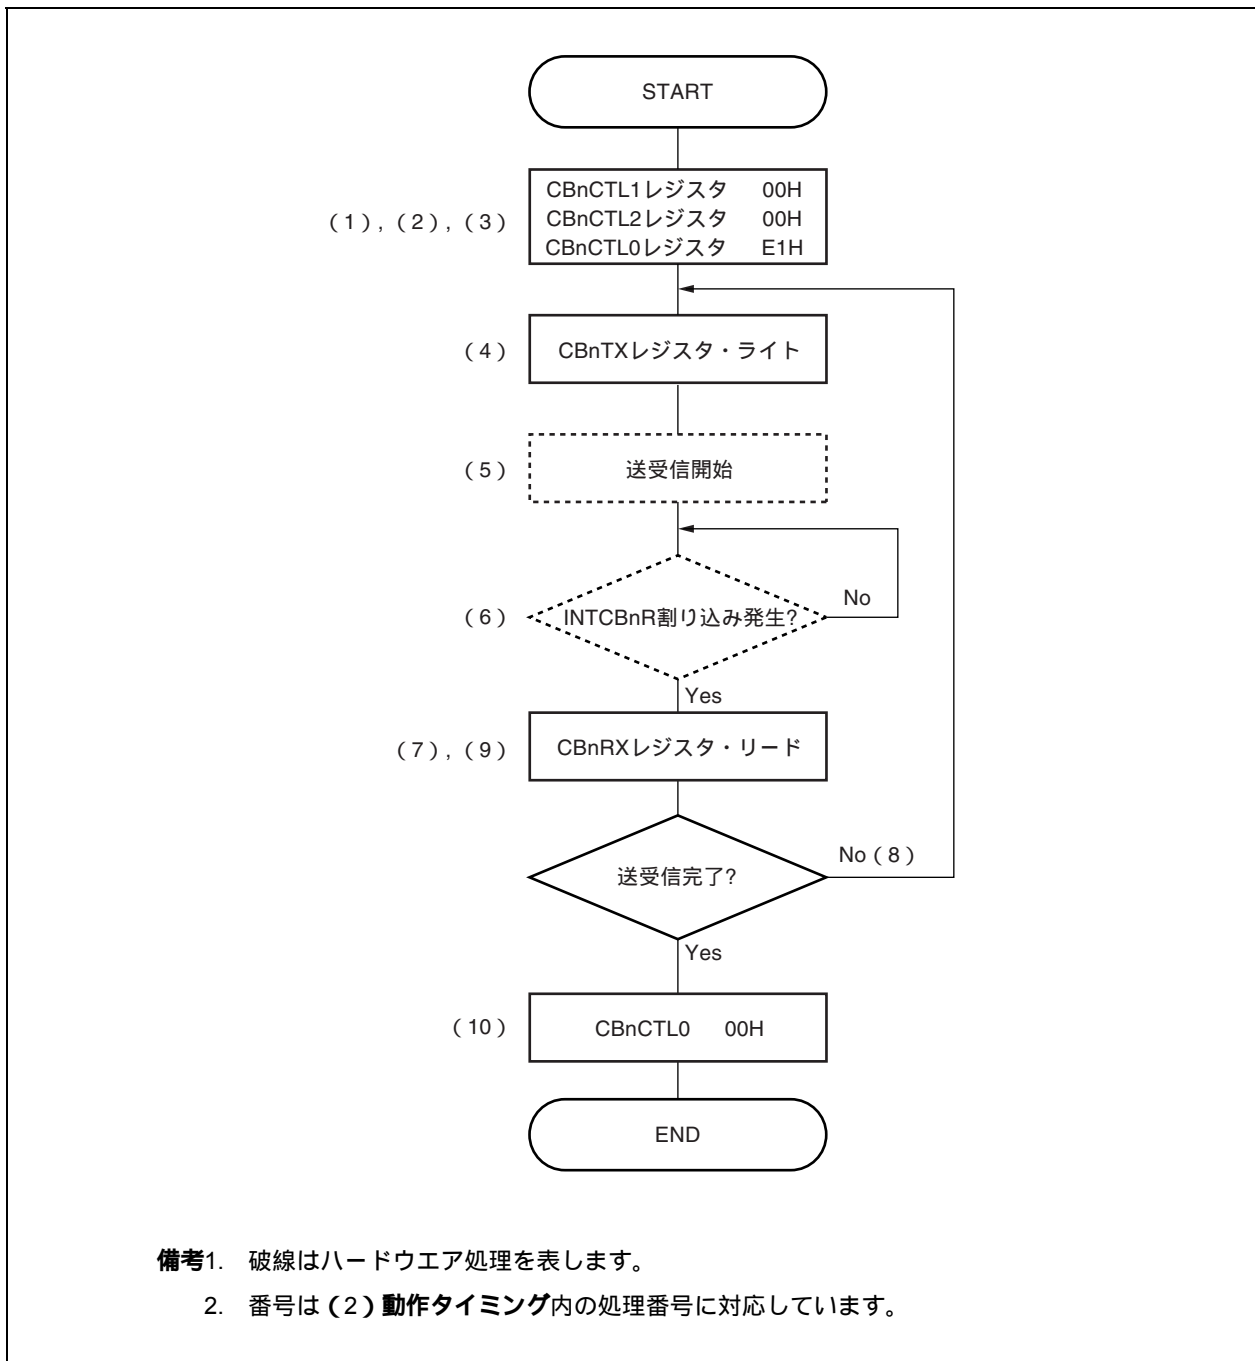 START
CBnCTL1レジスタ 00H
CBnCTL2レジスタ 00H
CBnCTL0レジスタ E1H
(1),(2),(3)
(4)
CBnTXレジスタ・ライト
(5)
送受信開始
(6)
INTCBnR割り込み発生?
No
Yes
(7),(9)
CBnRXレジスタ・リード
送受信完了?
No(8)
Yes
(10)
CBnCTL0 00H
END
備考1. 破線はハードウエア処理を表します。
2. 番号は(2)動作タイミング内の処理番号に対応しています。